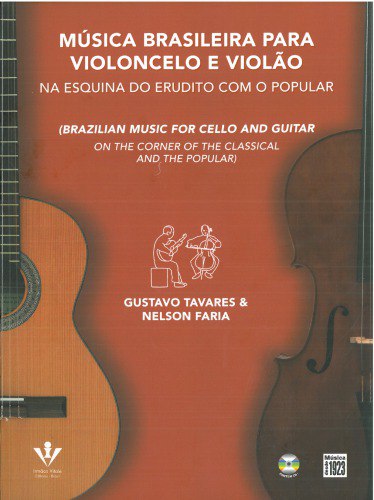 MÚSICA BRASILEIRA PARA
VIOLONCELO E VIOLÃO
NA ESQUINA DO ERUDITO COM O POPULAR
(BRAZILIAN MUSIC FOR CELLO AND GUITAR
ON THE CORNER OF THE CLASSICAL
AND THE POPULAR)
GUSTAVO TAVARES &
NELSON FARIA
Irmãos Vitale
Música
1923